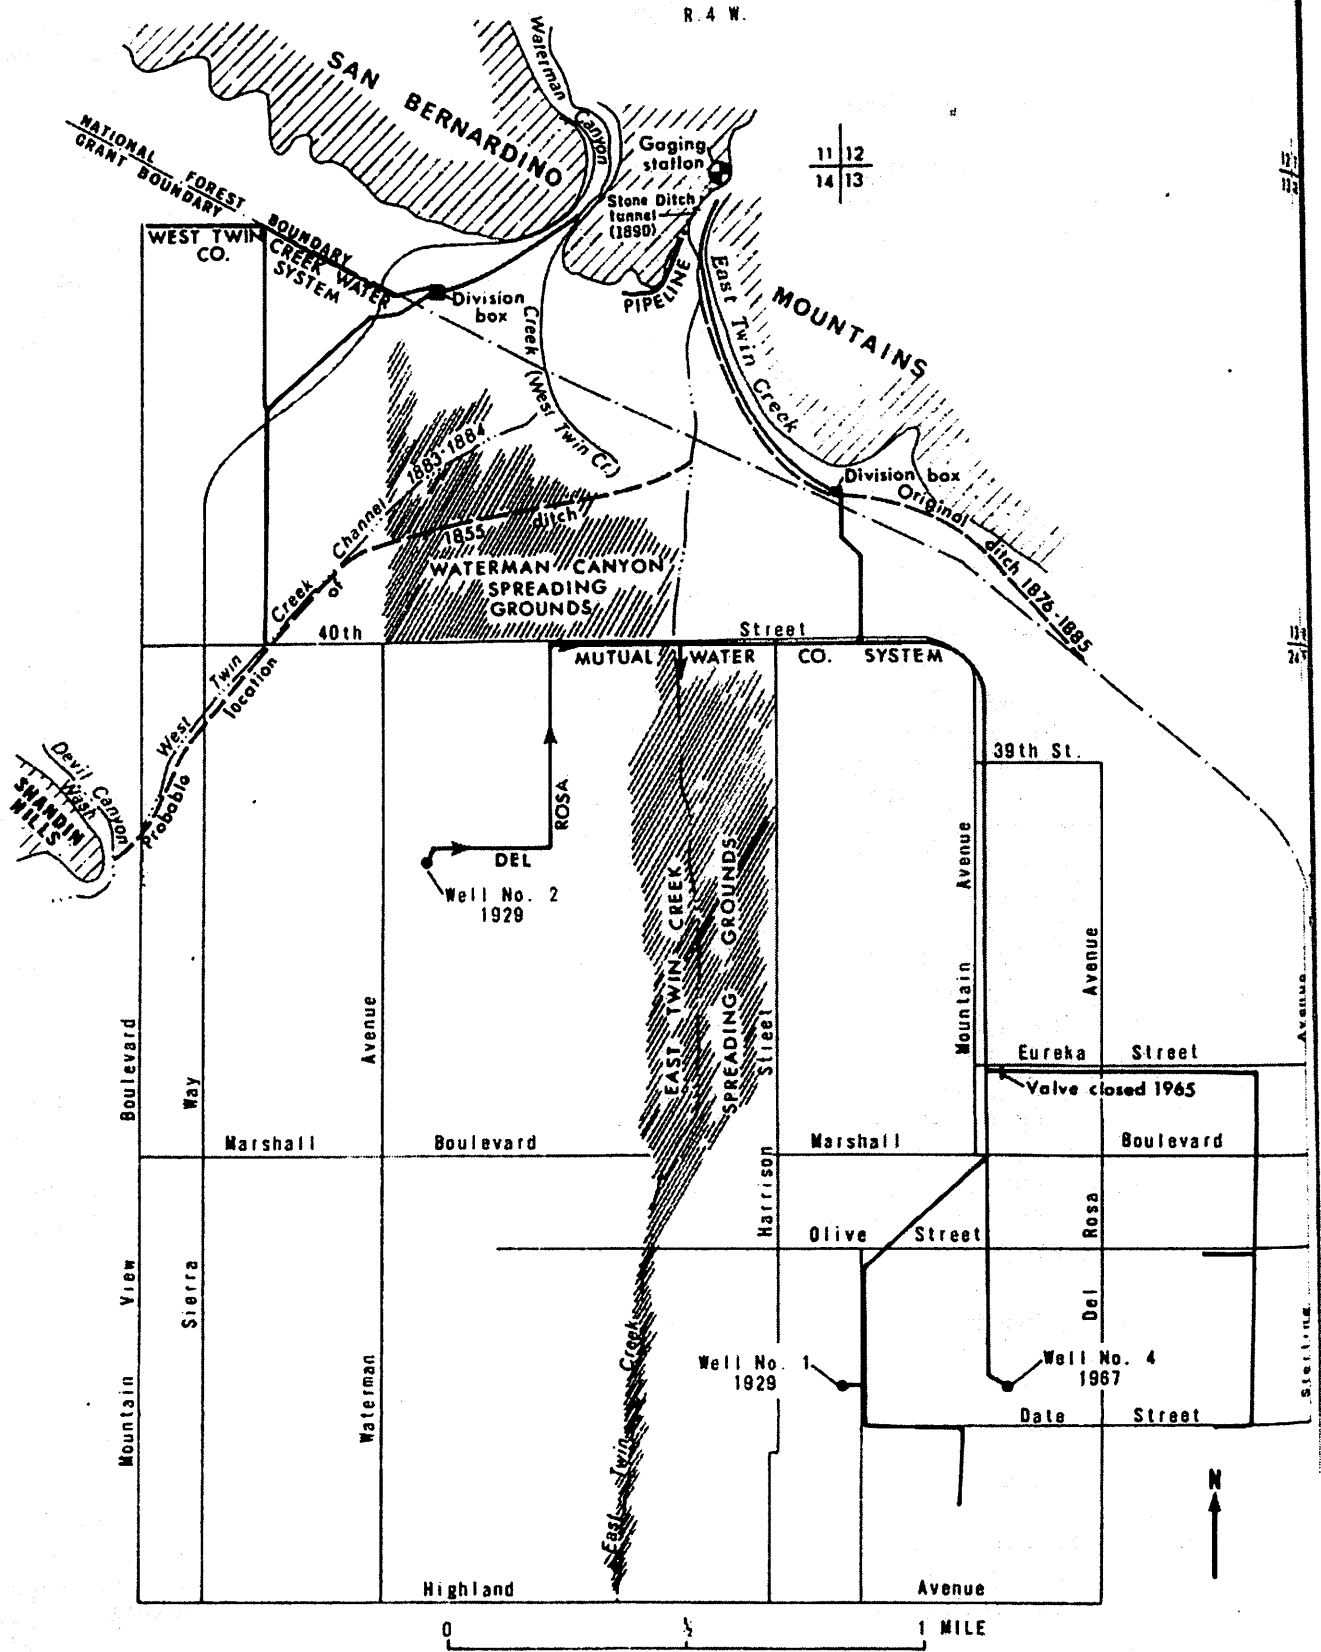 R.4 W.
Waterman
Canyon
SAN BERNARDINO
MOUNTAINS
Gaging
station
11 12
14 13
Stone Ditch
tunnel
(1890)
NATIONAL FOREST BOUNDARY
GRANT BOUNDARY
WEST TWIN
CO.
CREEK WATER
SYSTEM
Division
box
PIPELINE
East Twin Creek
Creek (West Twin Cr.)
Division box
Original
ditch 1876-1885
Channel 1883-1884
1855
ditch
WATERMAN CANYON
SPREADING
GROUNDS
West Twin Creek
Probable
location
of
40th
Street
MUTUAL WATER CO. SYSTEM
39th St.
Devil Canyon
Wash
SHANDIN
HILLS
ROSA
DEL
Well No. 2
1929
EAST TWIN CREEK
SPREADING GROUNDS
Mountain Avenue
Avenue
Avenue
Eureka Street
Valve closed 1965
Marshall Boulevard
Marshall Boulevard
Olive Street
Mountain View Boulevard
Sierra Way
Waterman Avenue
Harrison Street
Del Rosa
Sterling
East Twin Creek
Well No. 1
1929
Well No. 4
1967
Date Street
N
Highland Avenue
0 ½ 1 MILE